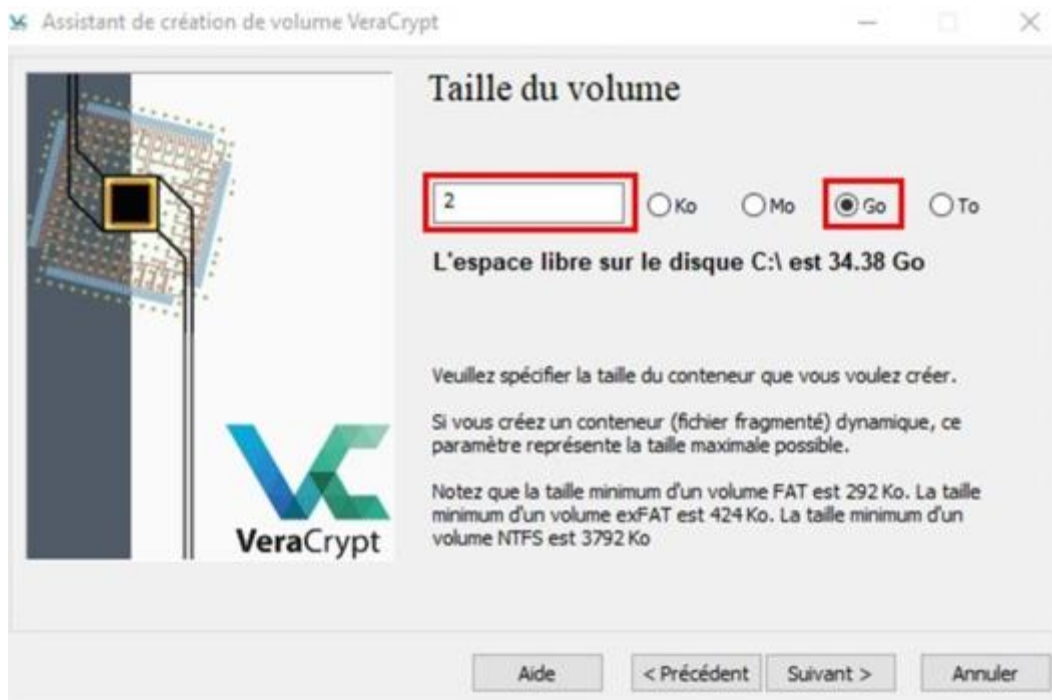 Assistant de création de volume VeraCrypt
Taille du volume
2
Ko Mo Go To
L'espace libre sur le disque C:\ est 34.38 Go
Veuillez spécifier la taille du conteneur que vous voulez créer.
Si vous créez un conteneur (fichier fragmenté) dynamique, ce
paramètre représente la taille maximale possible.
Notez que la taille minimum d'un volume FAT est 292 Ko. La taille
minimum d'un volume exFAT est 424 Ko. La taille minimum d'un
volume NTFS est 3792 Ko
VeraCrypt
Aide < Précédent Suivant > Annuler